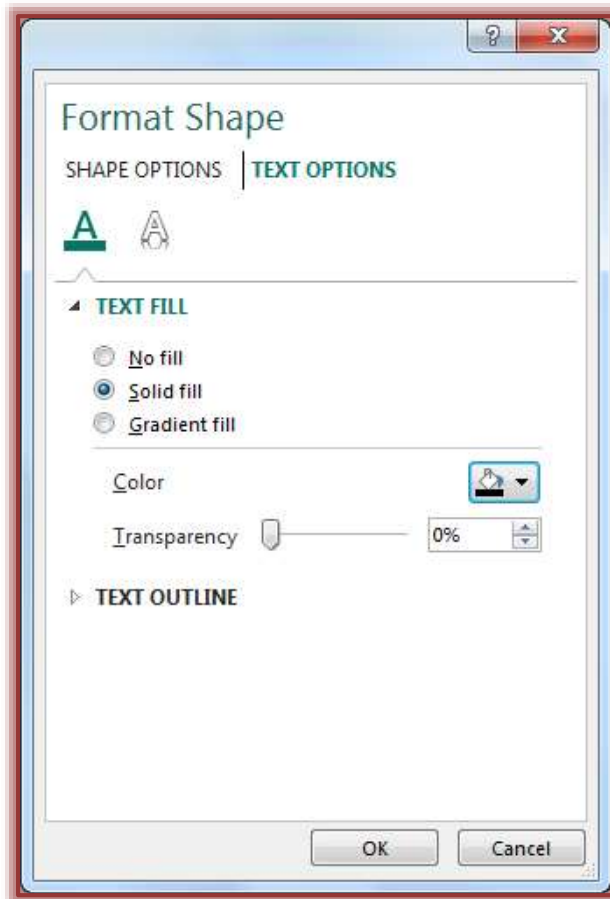 ?
Format Shape
SHAPE OPTIONS TEXT OPTIONS
A A
TEXT FILL
No fill
Solid fill
Gradient fill
Color
Transparency 0%
TEXT OUTLINE
OK Cancel